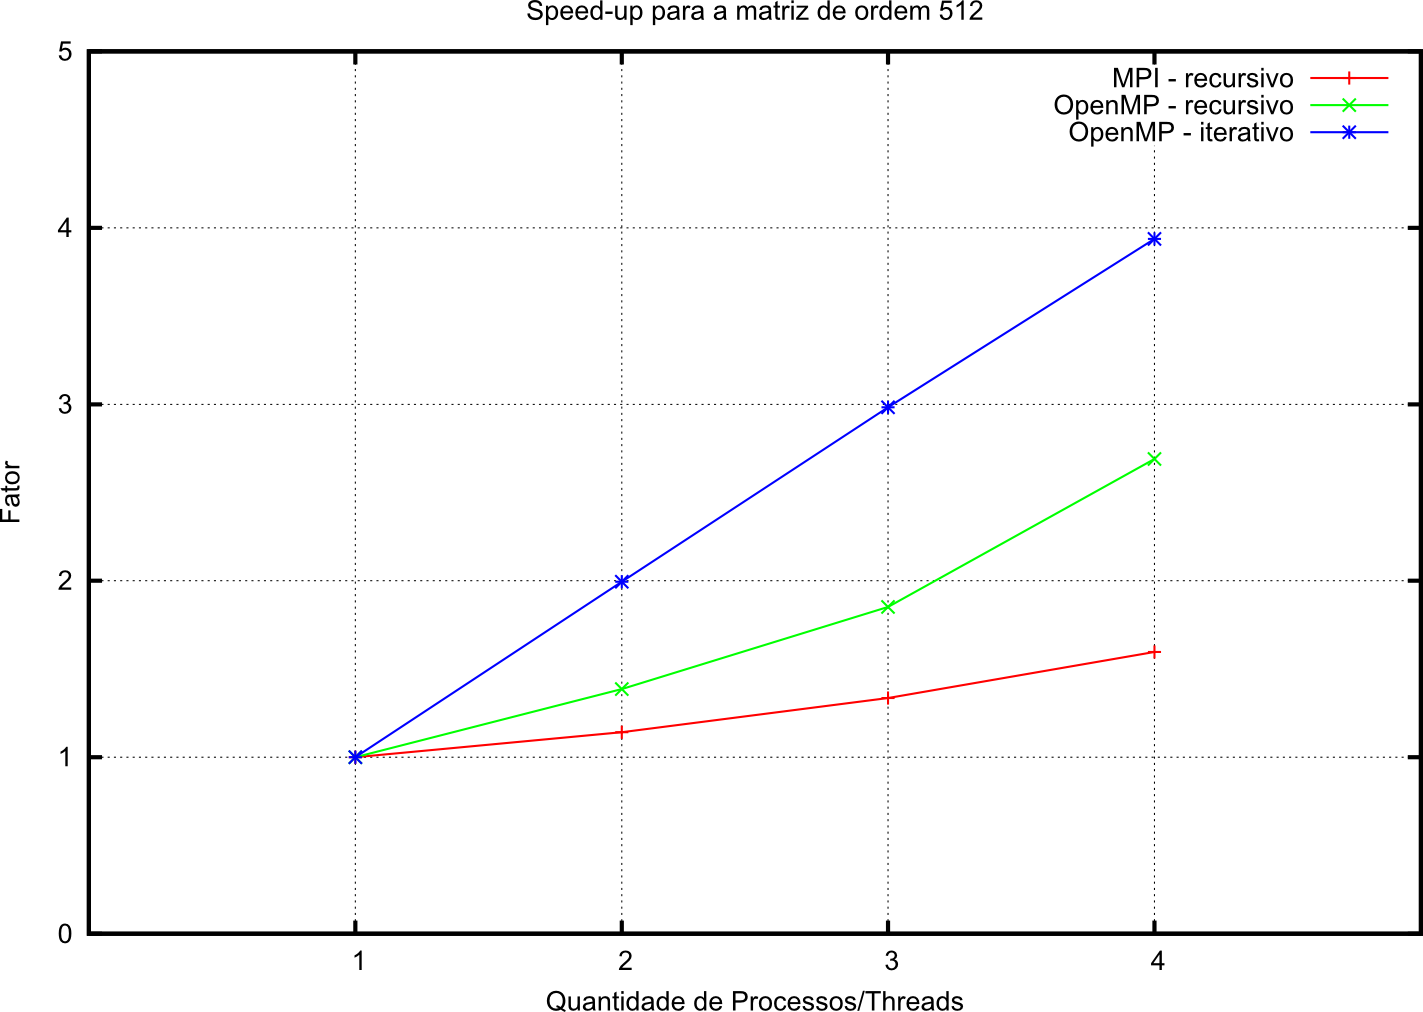 Speed-up para a matriz de ordem 512
5
MPI - recursivo
OpenMP - recursivo
OpenMP - iterativo
4
3
Fator
2
1
0
1 2 3 4
Quantidade de Processos/Threads